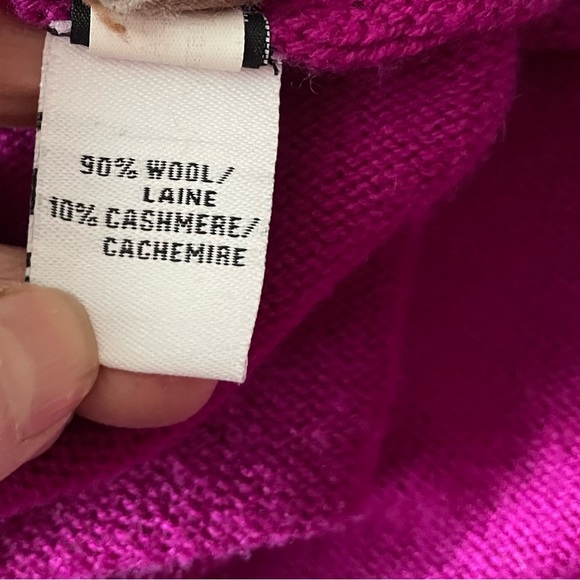 90% WOOL/
LAINE
10% CASHMERE/
CACHEMIRE